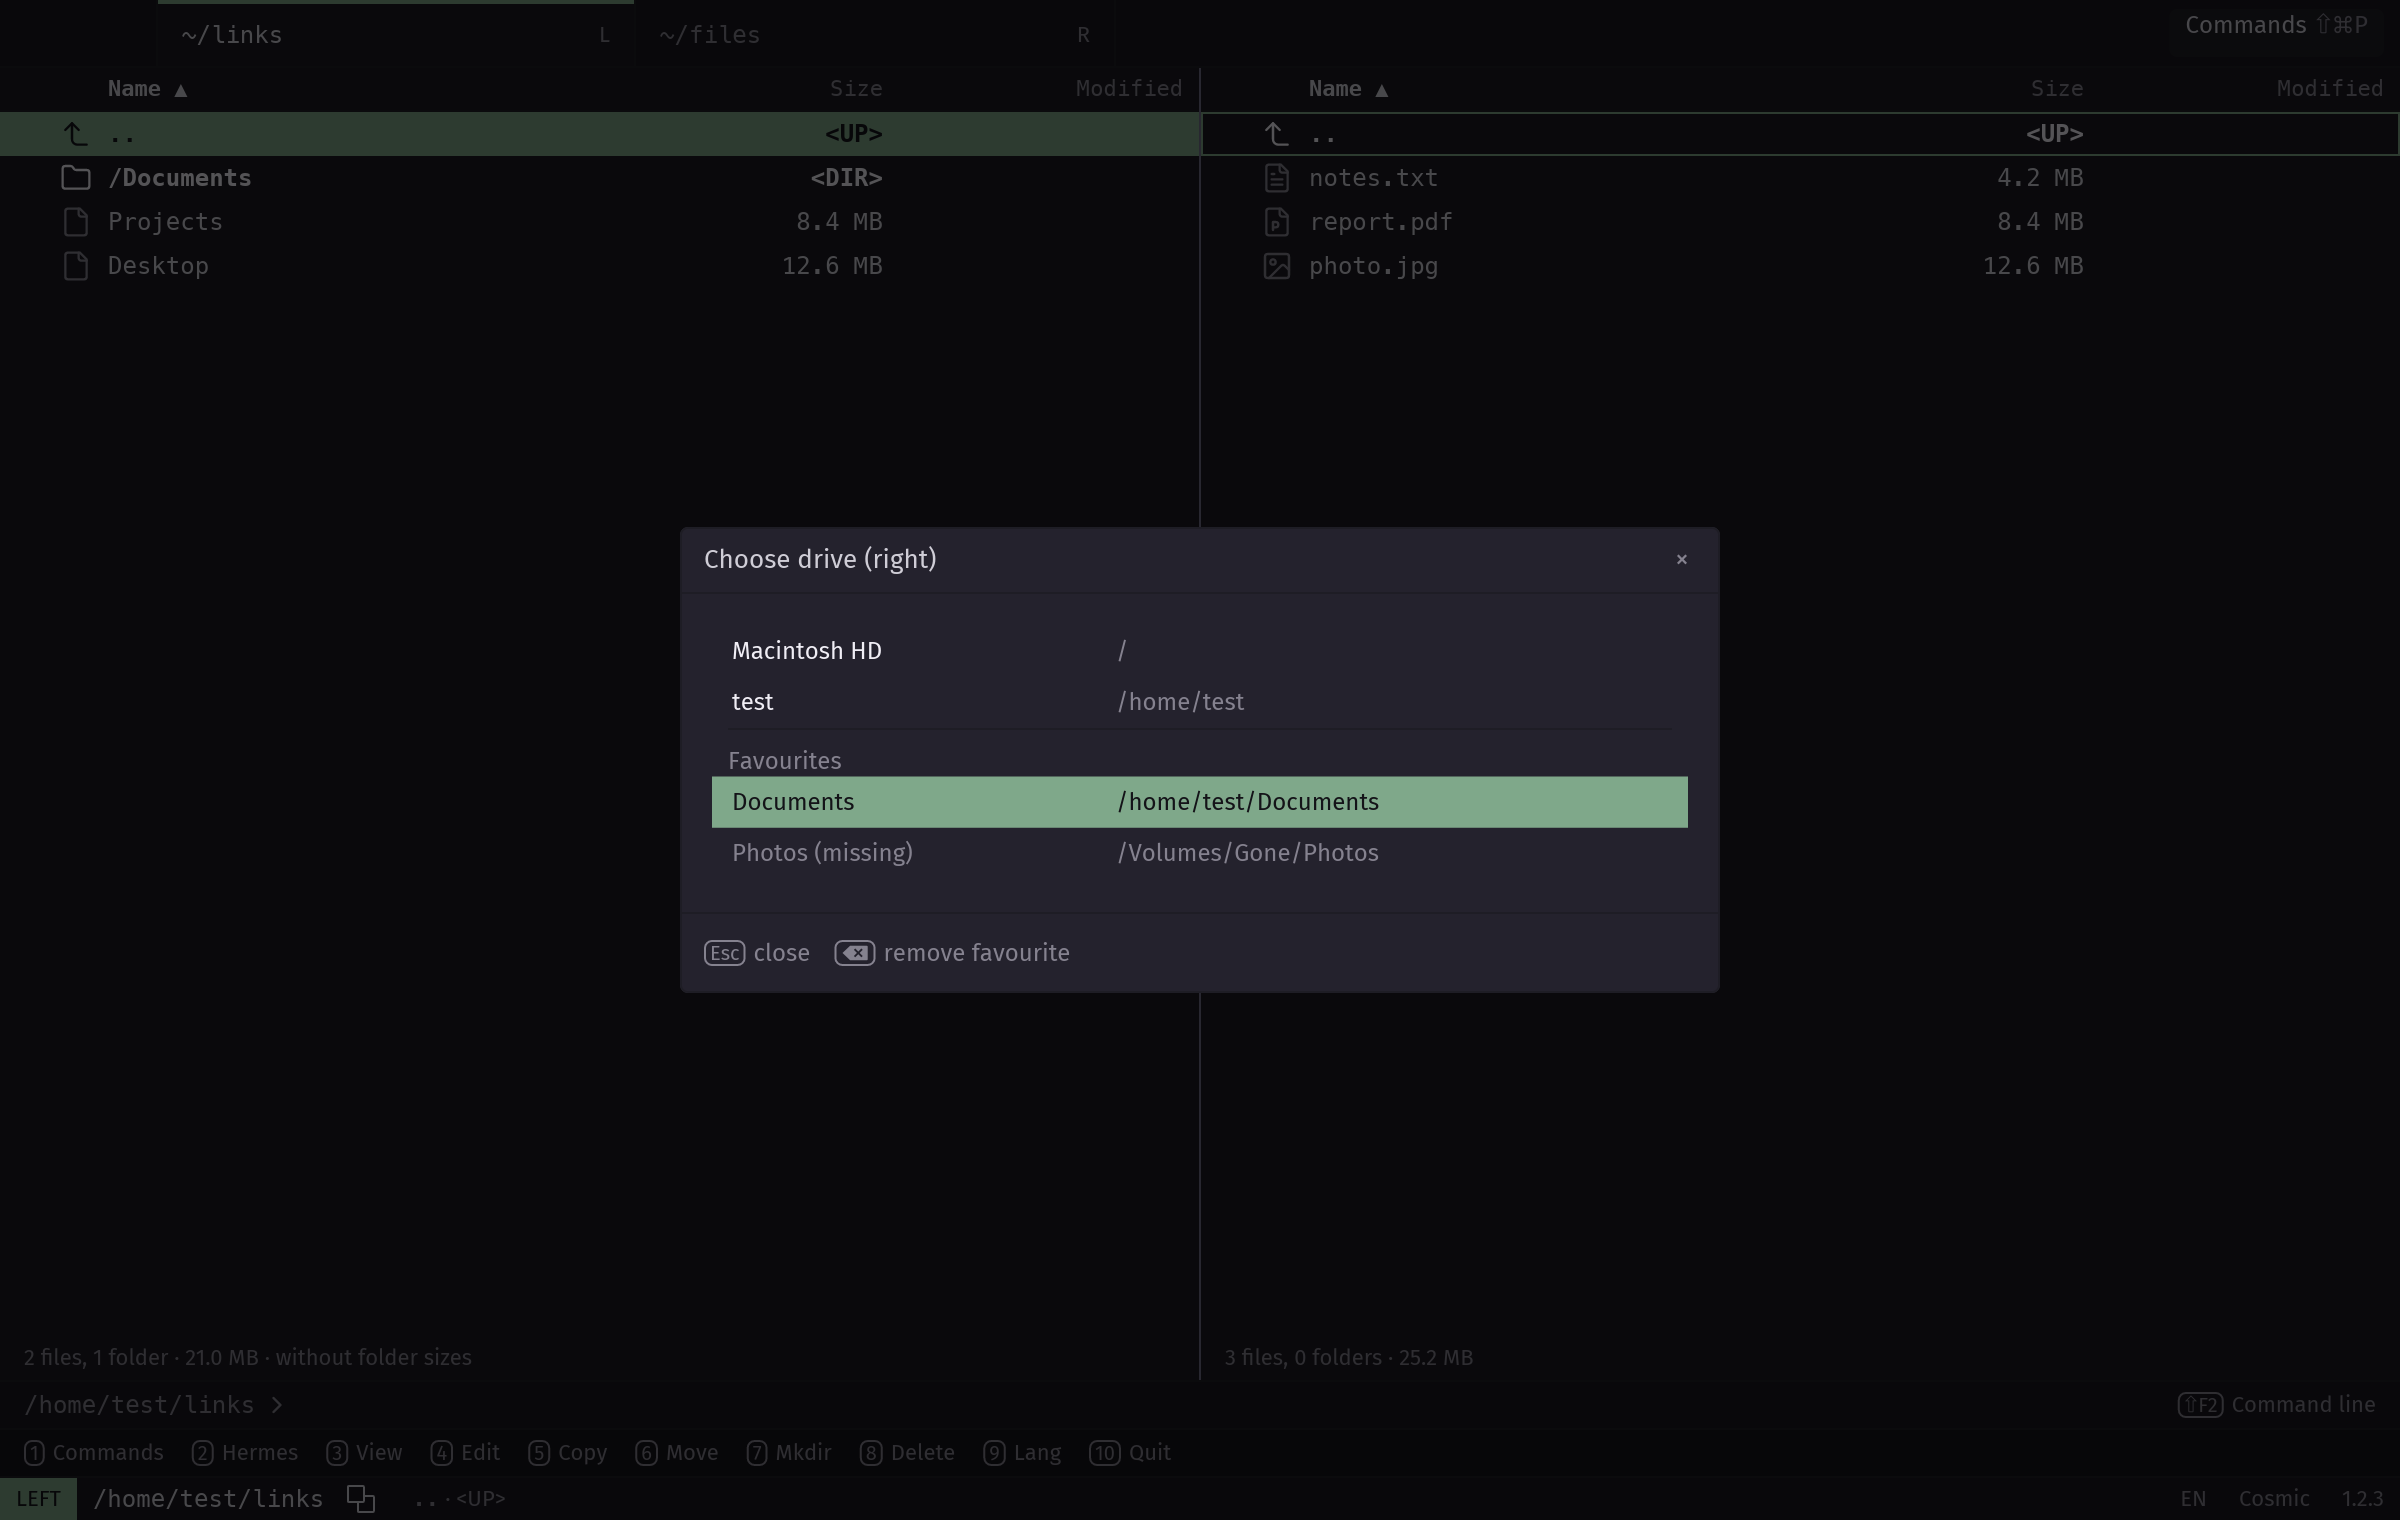 ~/links L ~/files R Commands ⇧⌘P
Name ▲ Size Modified Name ▲ Size Modified
.. <UP> .. <UP>
/Documents <DIR> notes.txt 4.2 MB
Projects 8.4 MB report.pdf 8.4 MB
Desktop 12.6 MB photo.jpg 12.6 MB
Choose drive (right) ×
Macintosh HD /
test /home/test
Favourites
Documents /home/test/Documents
Photos (missing) /Volumes/Gone/Photos
Esc close ⌫ remove favourite
2 files, 1 folder · 21.0 MB · without folder sizes 3 files, 0 folders · 25.2 MB
/home/test/links > ⇧F2 Command line
1 Commands 2 Hermes 3 View 4 Edit 5 Copy 6 Move 7 Mkdir 8 Delete 9 Lang 10 Quit
LEFT /home/test/links .. · <UP> EN Cosmic 1.2.3